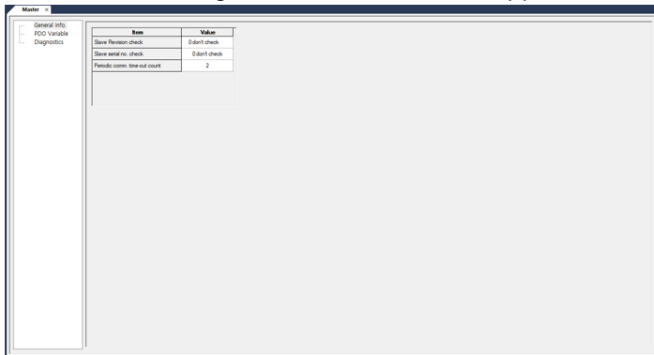 Master ×
General Info.
PDO Variable
Diagnostics
Item Value
Slave Revision check 0:don't check
Slave serial no. check 0:don't check
Periodic comm. time-out count 2